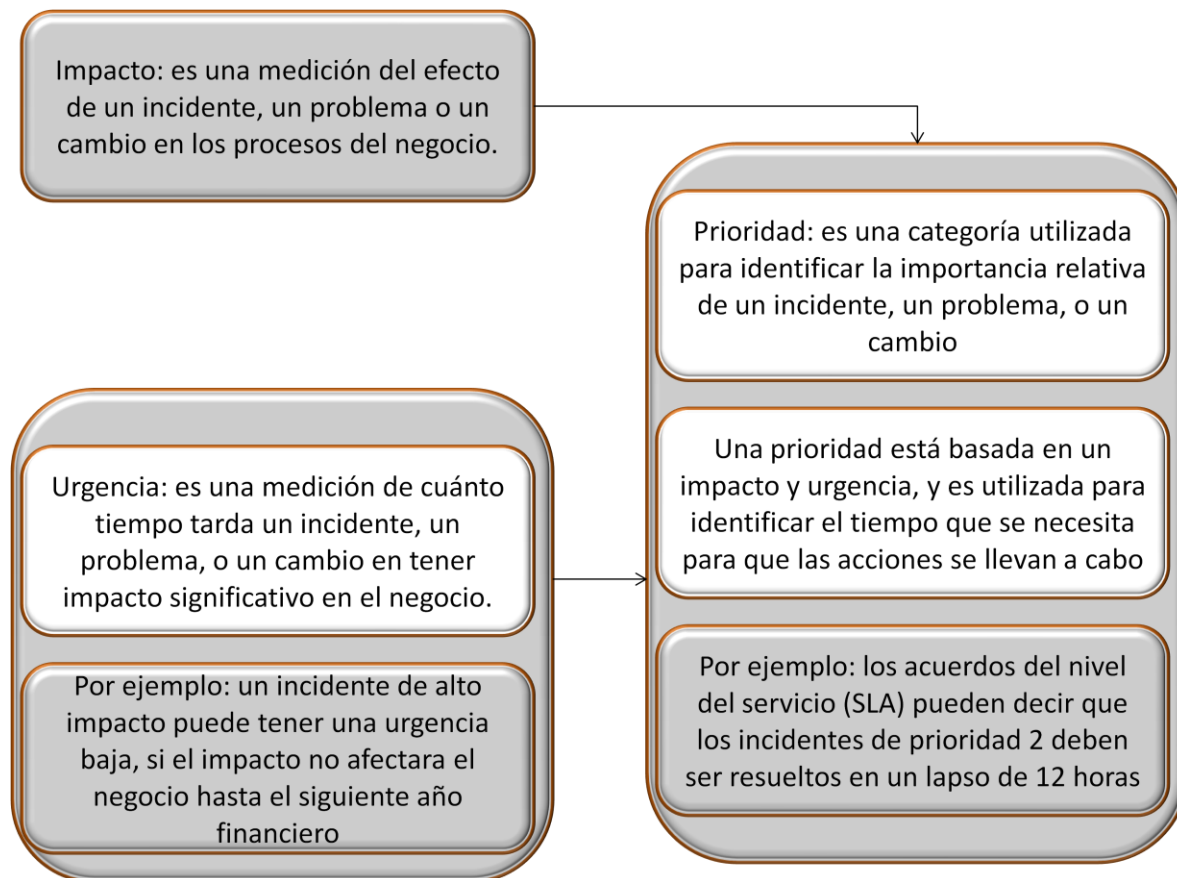 Impacto: es una medición del efecto
de un incidente, un problema o un
cambio en los procesos del negocio.
Prioridad: es una categoría utilizada
para identificar la importancia relativa
de un incidente, un problema, o un
cambio
Urgencia: es una medición de cuánto
tiempo tarda un incidente, un
problema, o un cambio en tener
impacto significativo en el negocio.
Una prioridad está basada en un
impacto y urgencia, y es utilizada para
identificar el tiempo que se necesita
para que las acciones se llevan a cabo
Por ejemplo: un incidente de alto
impacto puede tener una urgencia
baja, si el impacto no afectara el
negocio hasta el siguiente año
financiero
Por ejemplo: los acuerdos del nivel
del servicio (SLA) pueden decir que
los incidentes de prioridad 2 deben
ser resueltos en un lapso de 12 horas